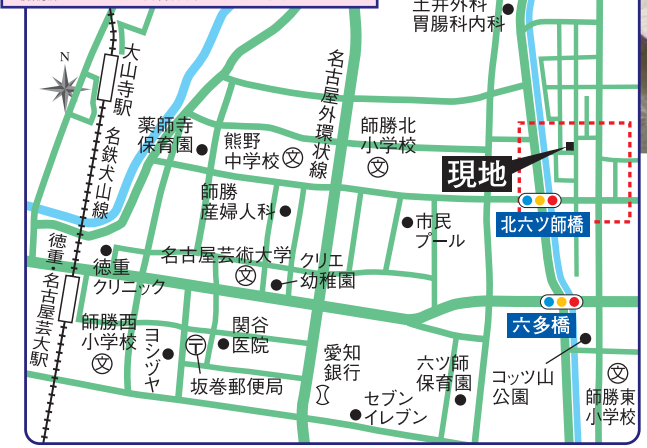 土井外科
胃腸科内科
N
大山寺駅
名鉄犬山線
名古屋外環状線
薬師寺
保育園
熊野
中学校
文
師勝北
小学校
文
現地
師勝
産婦人科
市民
プール
北六ツ師橋
徳重・名古屋芸大駅
徳重
クリニック
名古屋芸術大学
文
クリエ
幼稚園
師勝西
小学校
文
ヨシヅヤ
関谷
医院
〒
坂巻郵便局
愛知
銀行
セブン
イレブン
六ツ師
保育園
六多橋
コッツ山
公園
文
師勝東
小学校